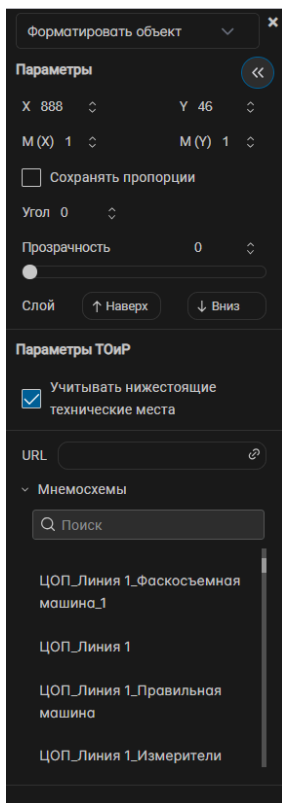 Форматировать объект
Параметры
X 888 Y 46
M (X) 1 M (Y) 1
Сохранять пропорции
Угол 0
Прозрачность 0
Слой ↑ Наверх ↓ Вниз
Параметры ТОиР
Учитывать нижестоящие
технические места
URL
Мнемосхемы
Поиск
ЦОП_Линия 1_Фаскосъемная
машина_1
ЦОП_Линия 1
ЦОП_Линия 1_Правильная
машина
ЦОП_Линия 1_Измерители